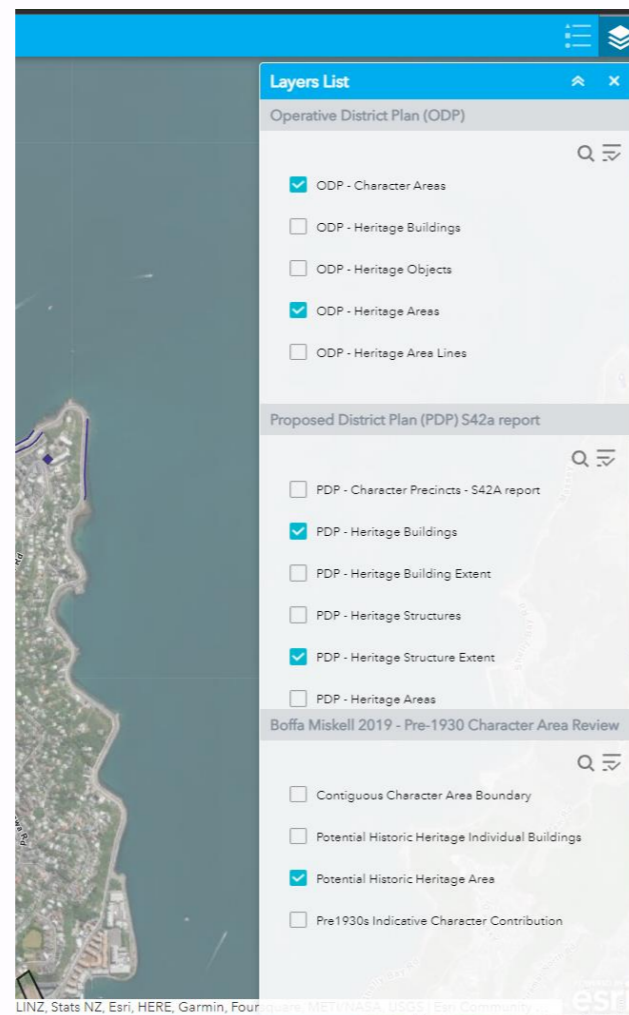 Layers List
Operative District Plan (ODP)
ODP - Character Areas
ODP - Heritage Buildings
ODP - Heritage Objects
ODP - Heritage Areas
ODP - Heritage Area Lines
Proposed District Plan (PDP) S42a report
PDP - Character Precincts - S42A report
PDP - Heritage Buildings
PDP - Heritage Building Extent
PDP - Heritage Structures
PDP - Heritage Structure Extent
PDP - Heritage Areas
Boffa Miskell 2019 - Pre-1930 Character Area Review
Contiguous Character Area Boundary
Potential Historic Heritage Individual Buildings
Potential Historic Heritage Area
Pre1930s Indicative Character Contribution
Rd
Rd
LINZ, Stats NZ, Esri, HERE, Garmin, Foursquare, METI/NASA, USGS | Esri Community
esri